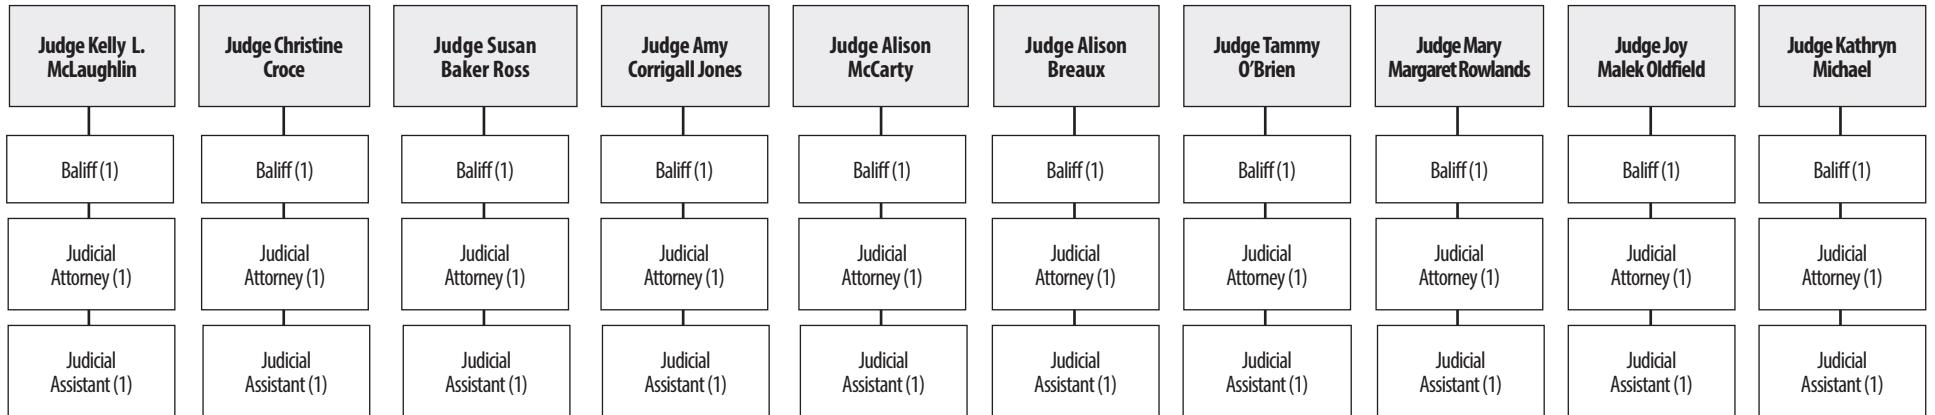 Judge Kelly L.
McLaughlin
Judge Christine
Croce
Judge Susan
Baker Ross
Judge Amy
Corrigall Jones
Judge Alison
McCarty
Judge Alison
Breaux
Judge Tammy
O'Brien
Judge Mary
Margaret Rowlands
Judge Joy
Malek Oldfield
Judge Kathryn
Michael
Baliff (1)
Baliff (1)
Baliff (1)
Baliff (1)
Baliff (1)
Baliff (1)
Baliff (1)
Baliff (1)
Baliff (1)
Baliff (1)
Judicial
Attorney (1)
Judicial
Attorney (1)
Judicial
Attorney (1)
Judicial
Attorney (1)
Judicial
Attorney (1)
Judicial
Attorney (1)
Judicial
Attorney (1)
Judicial
Attorney (1)
Judicial
Attorney (1)
Judicial
Attorney (1)
Judicial
Assistant (1)
Judicial
Assistant (1)
Judicial
Assistant (1)
Judicial
Assistant (1)
Judicial
Assistant (1)
Judicial
Assistant (1)
Judicial
Assistant (1)
Judicial
Assistant (1)
Judicial
Assistant (1)
Judicial
Assistant (1)